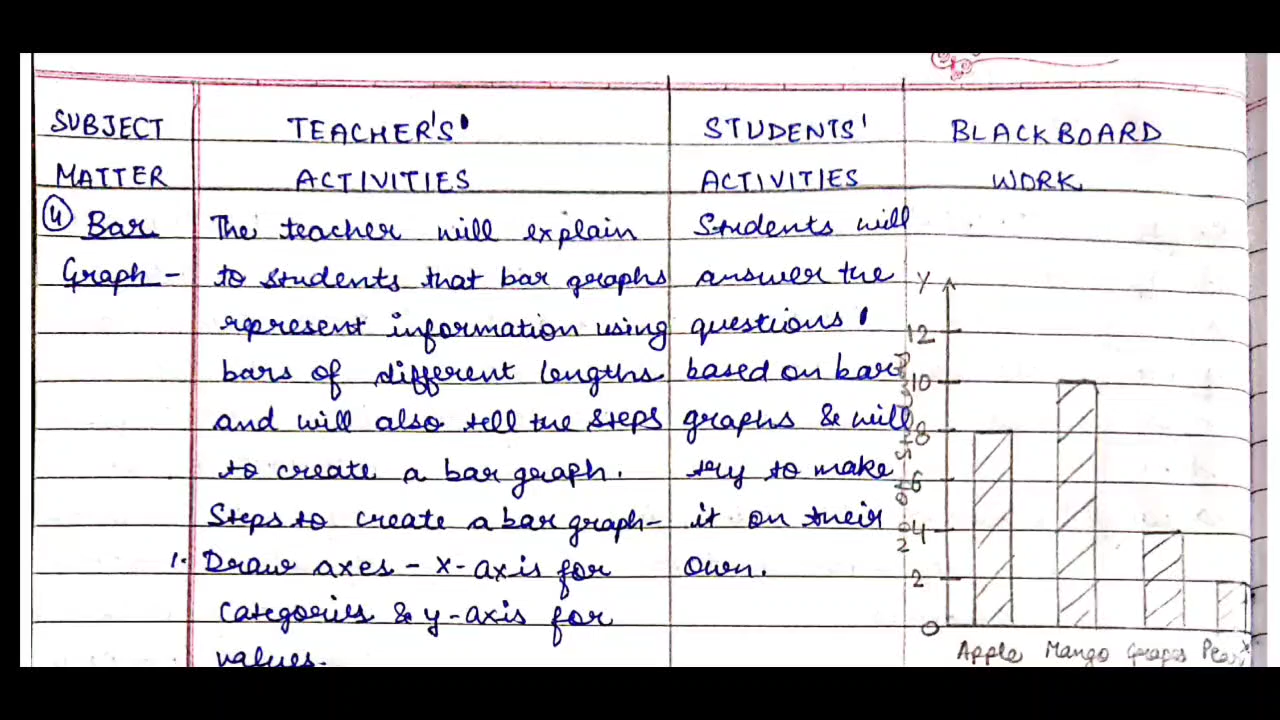 SUBJECT MATTER
TEACHER'S' ACTIVITIES
STUDENTS' ACTIVITIES
BLACKBOARD WORK
④ Bar
Graph -
The teacher will explain
to students that bar graphs
represent information using
bars of different lengths
and will also tell the steps
to create a bar graph.
Steps to create a bar graph-
1. Draw axes - x-axis for
categories & y-axis for
values.
Students will
answer the
questions
based on bar
graphs & will
try to make
it on their
own.
Y
12
10
8
6
4
2
0
Apple Mango Grapes